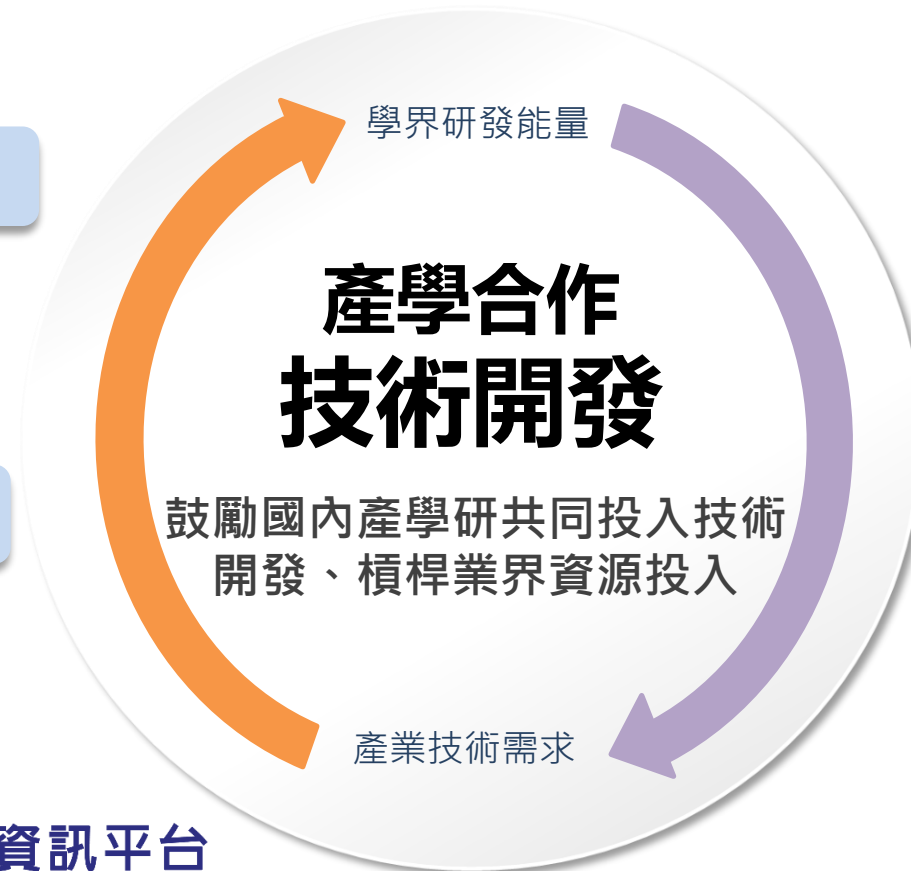 學界研發能量
產學合作
技術開發
鼓勵國內產學研共同投入技術
開發、槓桿業界資源投入
產業技術需求
資訊平台